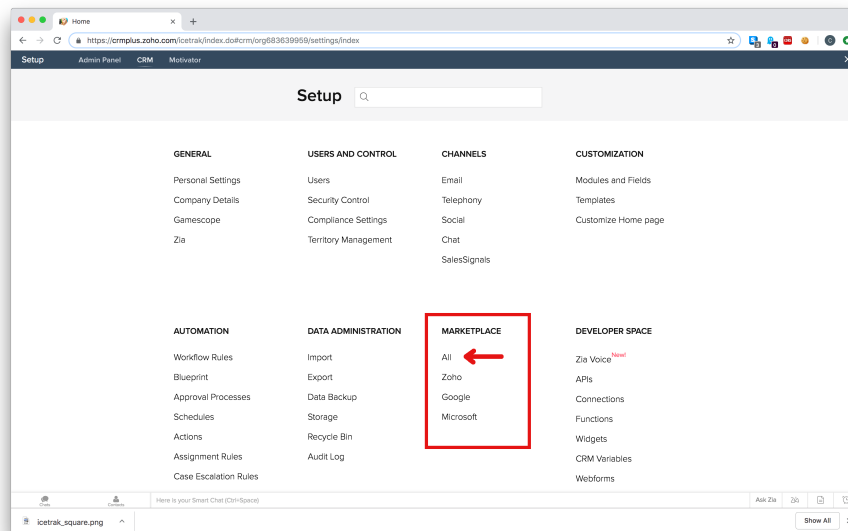 Home
https://crmplus.zoho.com/icetrak/index.do#crm/org683639959/settings/index
Setup Admin Panel CRM Motivator
Setup
GENERAL
Personal Settings
Company Details
Gamescope
Zia
USERS AND CONTROL
Users
Security Control
Compliance Settings
Territory Management
CHANNELS
Email
Telephony
Social
Chat
SalesSignals
CUSTOMIZATION
Modules and Fields
Templates
Customize Home page
AUTOMATION
Workflow Rules
Blueprint
Approval Processes
Schedules
Actions
Assignment Rules
Case Escalation Rules
DATA ADMINISTRATION
Import
Export
Data Backup
Storage
Recycle Bin
Audit Log
MARKETPLACE
All
Zoho
Google
Microsoft
DEVELOPER SPACE
Zia Voice New!
APIs
Connections
Functions
Widgets
CRM Variables
Webforms
Chats Contacts Here is your Smart Chat (Ctrl+Space) Ask Zia
icetrak_square.png Show All